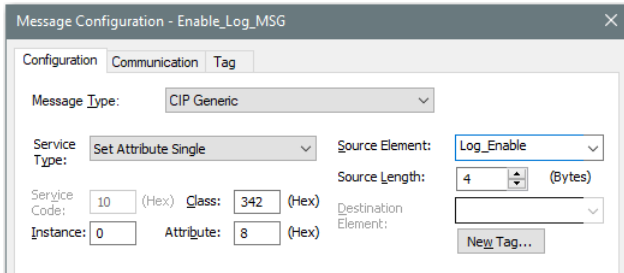 Message Configuration - Enable_Log_MSG
Configuration Communication Tag
Message Type: CIP Generic
Service Type: Set Attribute Single
Source Element: Log_Enable
Source Length: 4 (Bytes)
Service Code: 10 (Hex) Class: 342 (Hex)
Destination Element:
Instance: 0 Attribute: 8 (Hex)
New Tag...